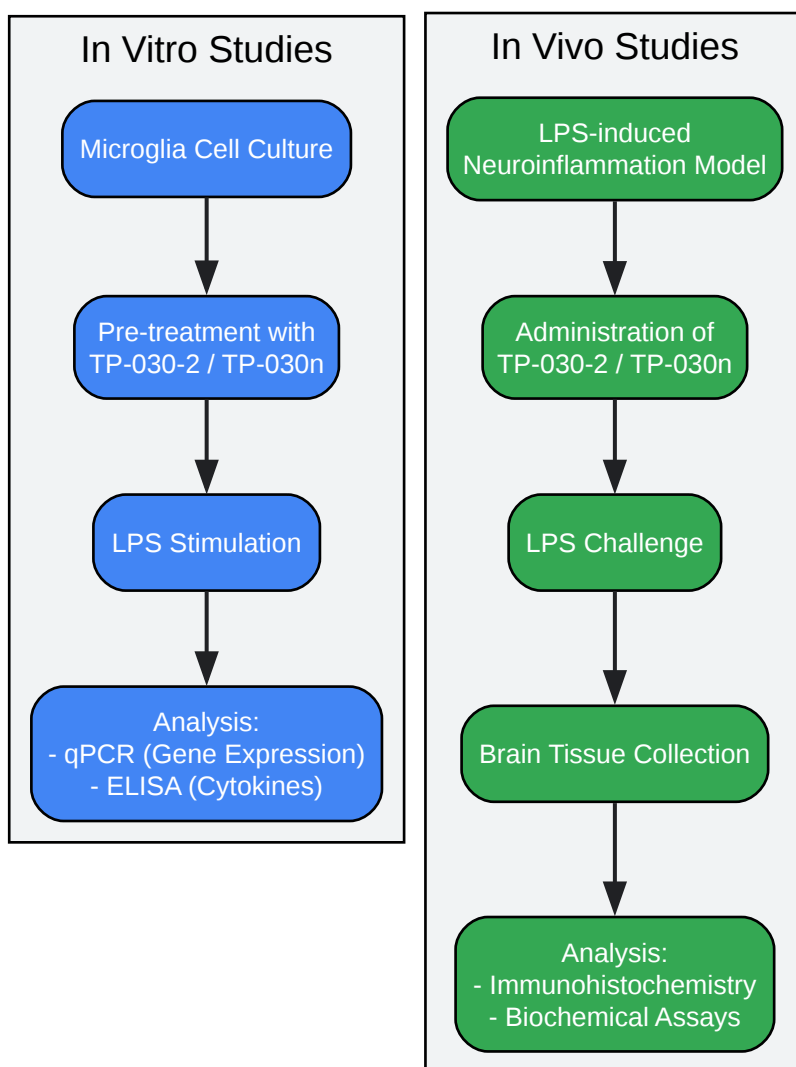 In Vitro Studies
Microglia Cell Culture
Pre-treatment with
TP-030-2 / TP-030n
LPS Stimulation
Analysis:
- qPCR (Gene Expression)
- ELISA (Cytokines)
In Vivo Studies
LPS-induced
Neuroinflammation Model
Administration of
TP-030-2 / TP-030n
LPS Challenge
Brain Tissue Collection
Analysis:
- Immunohistochemistry
- Biochemical Assays